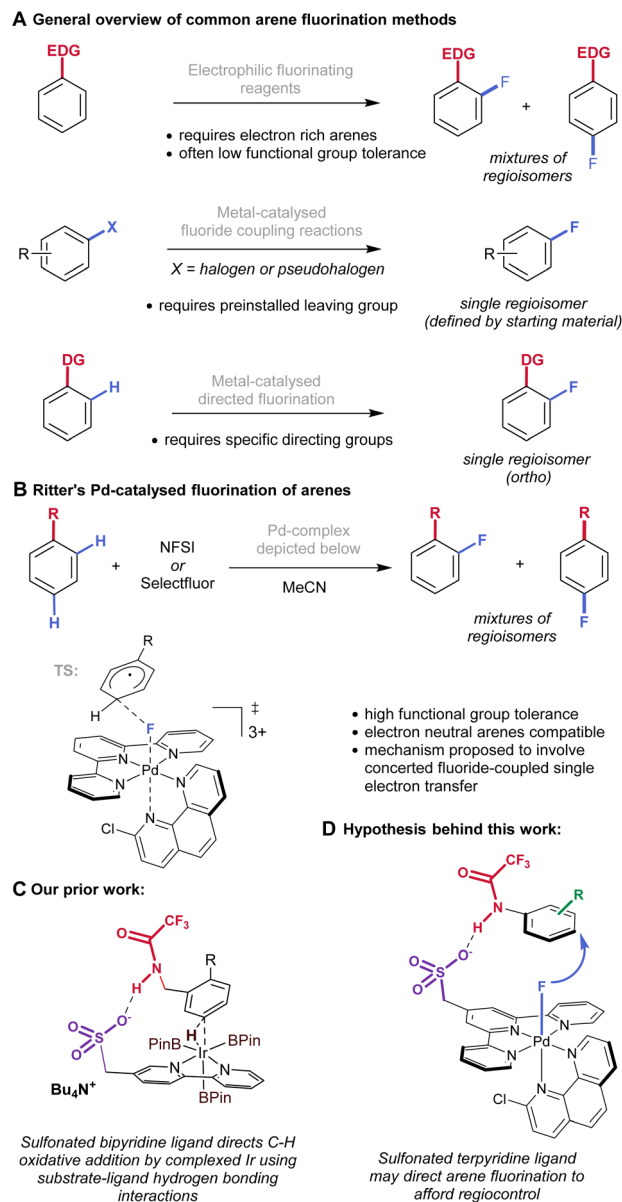 A General overview of common arene fluorination methods
EDG
Electrophilic fluorinating
reagents
• requires electron rich arenes
• often low functional group tolerance
EDG
F
+
EDG
F
mixtures of
regioisomers
R
X
Metal-catalysed
fluoride coupling reactions
X = halogen or pseudohalogen
• requires preinstalled leaving group
R
F
single regioisomer
(defined by starting material)
DG
H
Metal-catalysed
directed fluorination
• requires specific directing groups
DG
F
single regioisomer
(ortho)
B Ritter's Pd-catalysed fluorination of arenes
R
H
H
+
NFSI
or
Selectfluor
Pd-complex
depicted below
MeCN
R
F
+
R
F
mixtures of
regioisomers
TS:
R
H
F
‡
3+
N
N
Pd
N
N
N
Cl
• high functional group tolerance
• electron neutral arenes compatible
• mechanism proposed to involve
concerted fluoride-coupled single
electron transfer
C Our prior work:
CF3
O
N
H
R
O
O-
S
O
H
PinB
Ir
BPin
N
N
BPin
Bu4N+
Sulfonated bipyridine ligand directs C-H
oxidative addition by complexed Ir using
substrate-ligand hydrogen bonding
interactions
D Hypothesis behind this work:
CF3
O
N
R
H
O
O-
S
O
F
N
N
Pd
N
N
N
Cl
Sulfonated terpyridine ligand
may direct arene fluorination to
afford regiocontrol